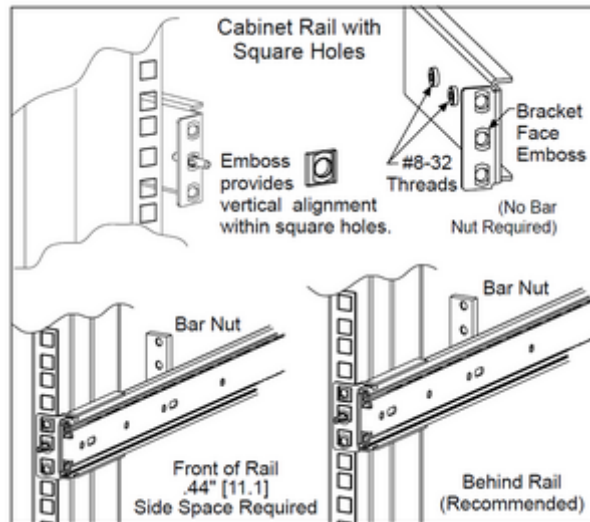 Cabinet Rail with
Square Holes
Emboss
provides
vertical alignment
within square holes.
#8-32
Threads
Bracket
Face
Emboss
(No Bar
Nut Required)
Bar Nut
Front of Rail
.44" [11.1]
Side Space Required
Bar Nut
Behind Rail
(Recommended)